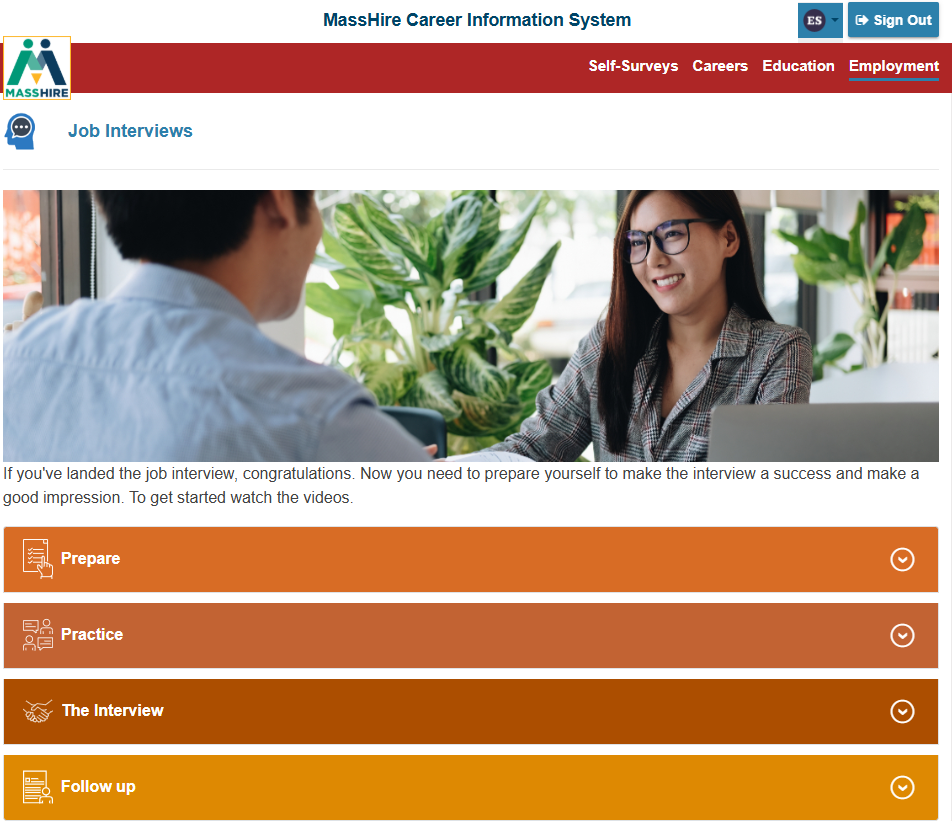 MassHire Career Information System
ES
Sign Out
MASSHIRE
Self-Surveys Careers Education Employment
Job Interviews
If you've landed the job interview, congratulations. Now you need to prepare yourself to make the interview a success and make a
good impression. To get started watch the videos.
Prepare
Practice
The Interview
Follow up